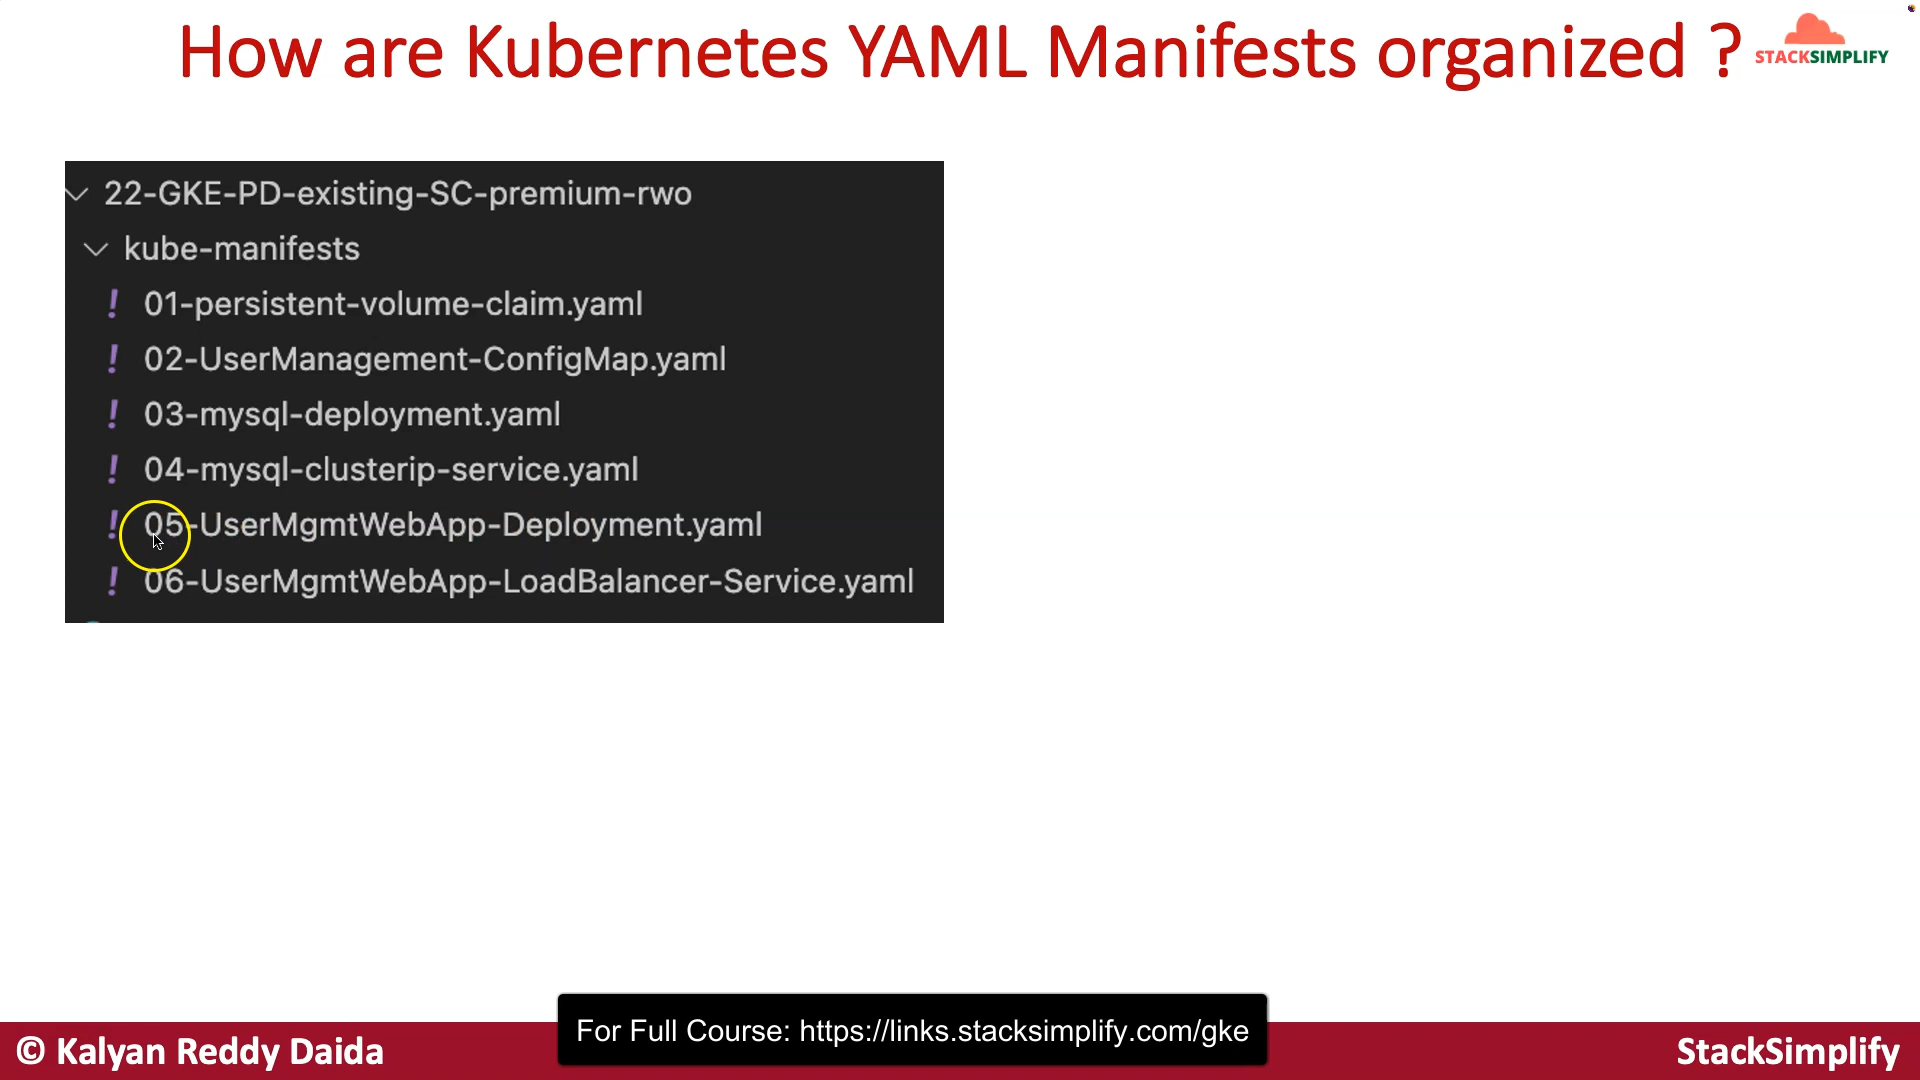 How are Kubernetes YAML Manifests organized ?
STACKSIMPLIFY
22-GKE-PD-existing-SC-premium-rwo
kube-manifests
! 01-persistent-volume-claim.yaml
! 02-UserManagement-ConfigMap.yaml
! 03-mysql-deployment.yaml
! 04-mysql-clusterip-service.yaml
! 05-UserMgmtWebApp-Deployment.yaml
! 06-UserMgmtWebApp-LoadBalancer-Service.yaml
For Full Course: https://links.stacksimplify.com/gke
© Kalyan Reddy Daida
StackSimplify